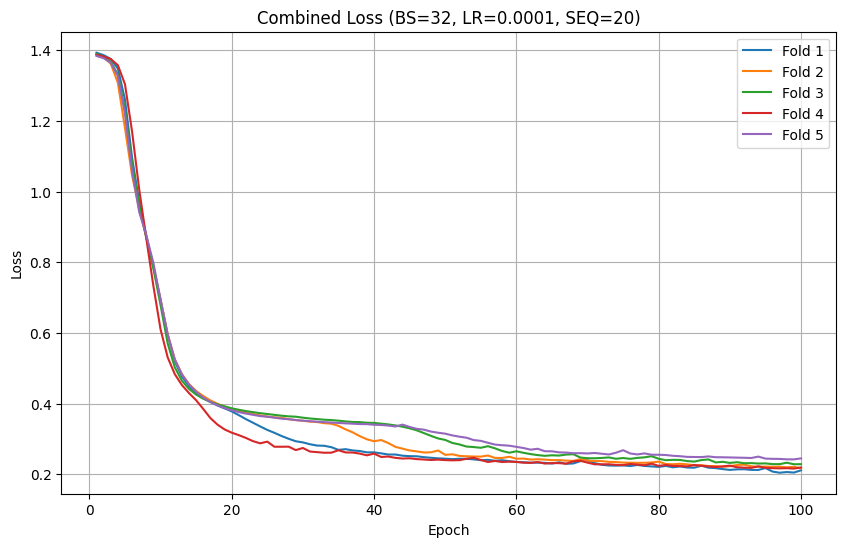 Combined Loss (BS=32, LR=0.0001, SEQ=20)
Loss
1.4
1.2
1.0
0.8
0.6
0.4
0.2
Fold 1
Fold 2
Fold 3
Fold 4
Fold 5
0 20 40 60 80 100
Epoch